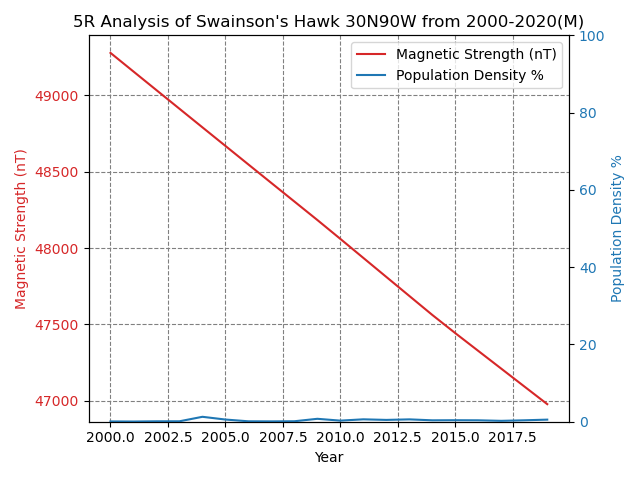 5R Analysis of Swainson's Hawk 30N90W from 2000-2020(M)
Magnetic Strength (nT)
Population Density %
49000
48500
48000
47500
47000
Magnetic Strength (nT)
100
80
60
40
20
0
Population Density %
2000.0 2002.5 2005.0 2007.5 2010.0 2012.5 2015.0 2017.5
Year